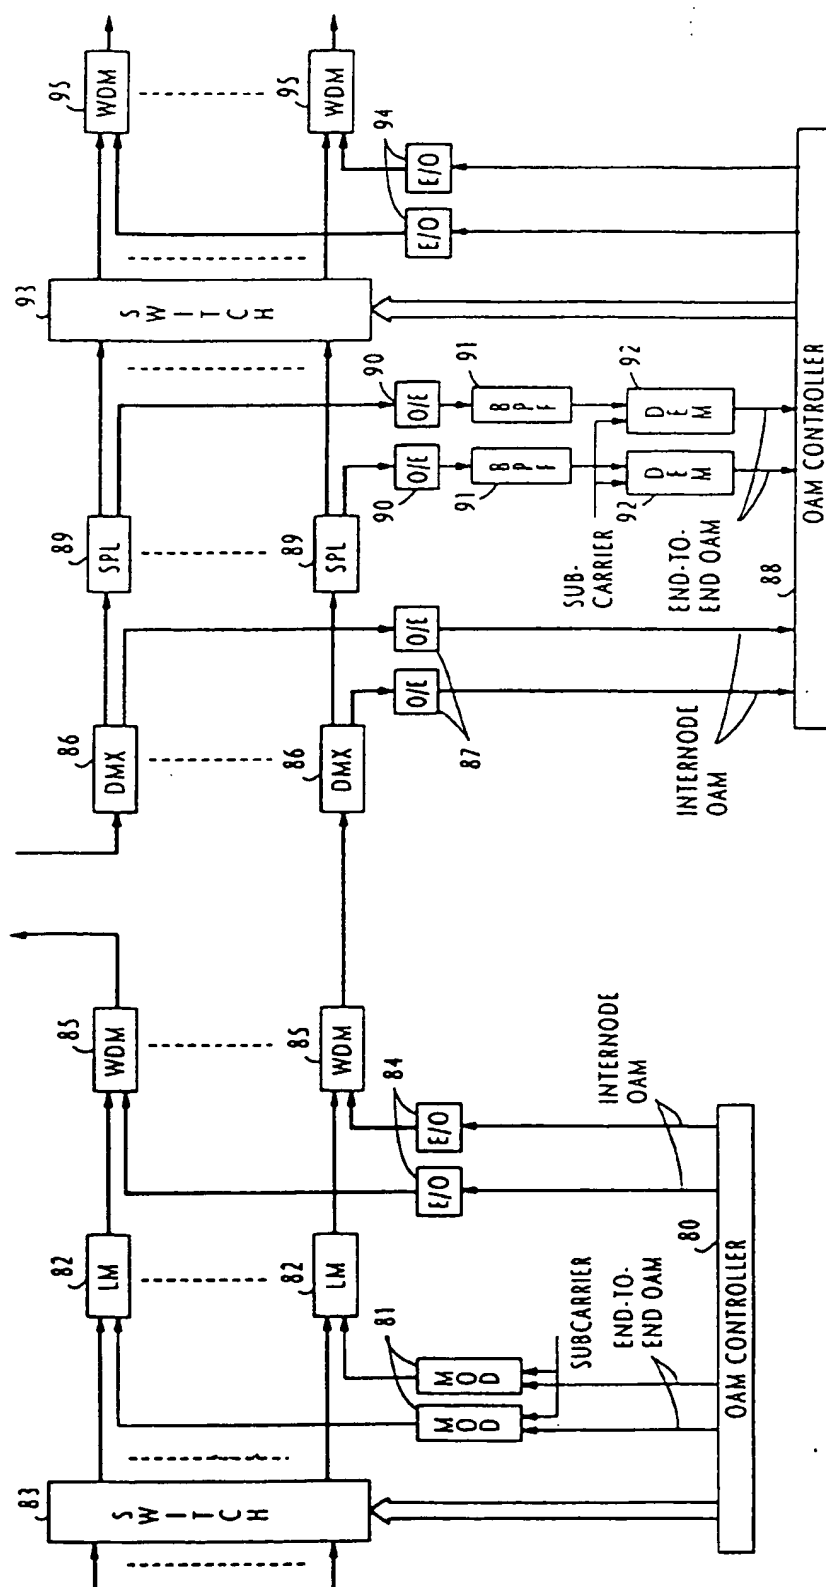 83
SWITCH
82
LM
85
WDM
86
DMX
89
SPL
93
SWITCH
95
WDM
82
LM
85
WDM
86
DMX
89
SPL
95
WDM
81
MOD
MOD
84
E/O
E/O
87
O/E
O/E
90
O/E
90
O/E
91
BPF
91
BPF
94
E/O
E/O
SUBCARRIER
END-TO-
END OAM
INTERNODE
OAM
SUB-
CARRIER
92
DEM
92
DEM
END-TO-
END OAM
INTERNODE
OAM
80
OAM CONTROLLER
88
OAM CONTROLLER